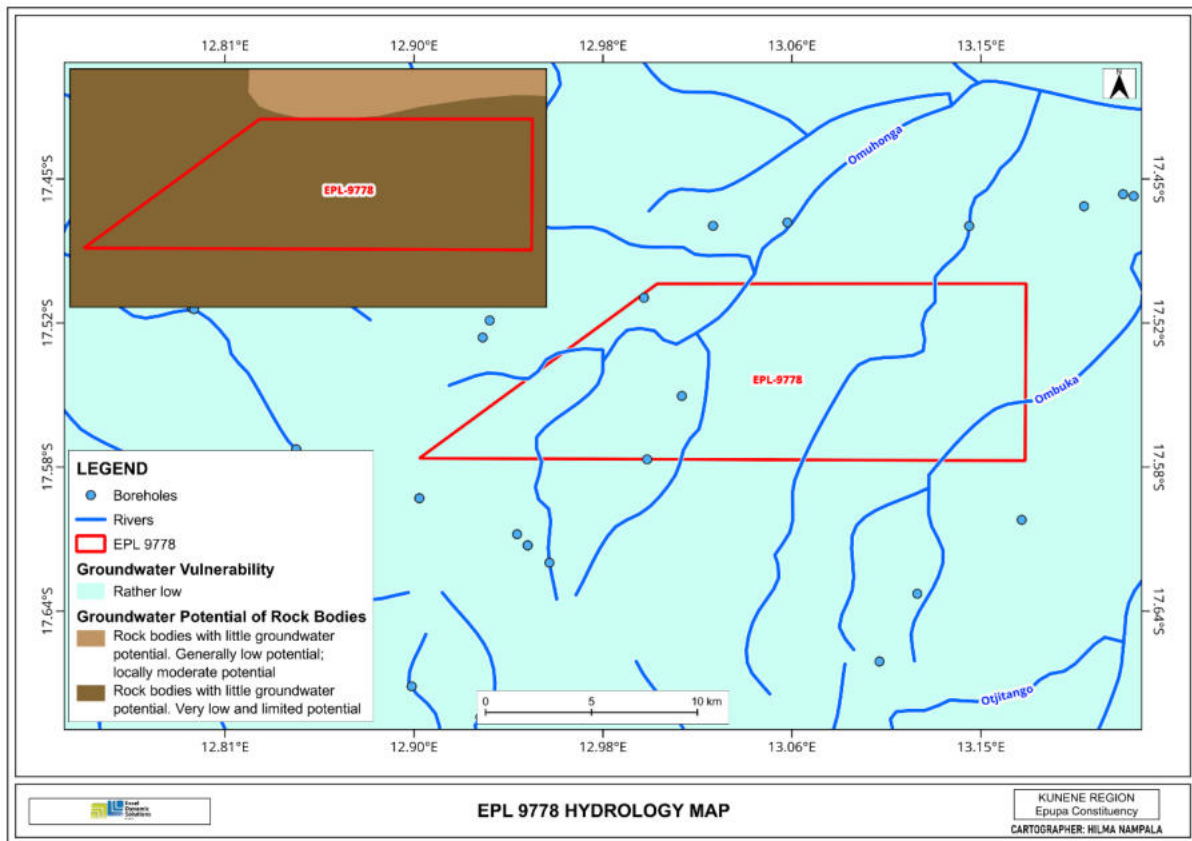 12.81°E 12.90°E 12.98°E 13.06°E 13.15°E
N
17.45°S
17.45°S
17.52°S
17.52°S
17.58°S
17.58°S
17.64°S
17.64°S
EPL-9778
Omuhonga
EPL-9778
Ombuka
Otjitango
LEGEND
Boreholes
Rivers
EPL 9778
Groundwater Vulnerability
Rather low
Groundwater Potential of Rock Bodies
Rock bodies with little groundwater
potential. Generally low potential;
locally moderate potential
Rock bodies with little groundwater
potential. Very low and limited potential
0 5 10 km
12.81°E 12.90°E 12.98°E 13.06°E 13.15°E
Excel
Dynamic
Solutions
EPL 9778 HYDROLOGY MAP
KUNENE REGION
Epupa Constituency
CARTOGRAPHER: HILMA NAMPALA